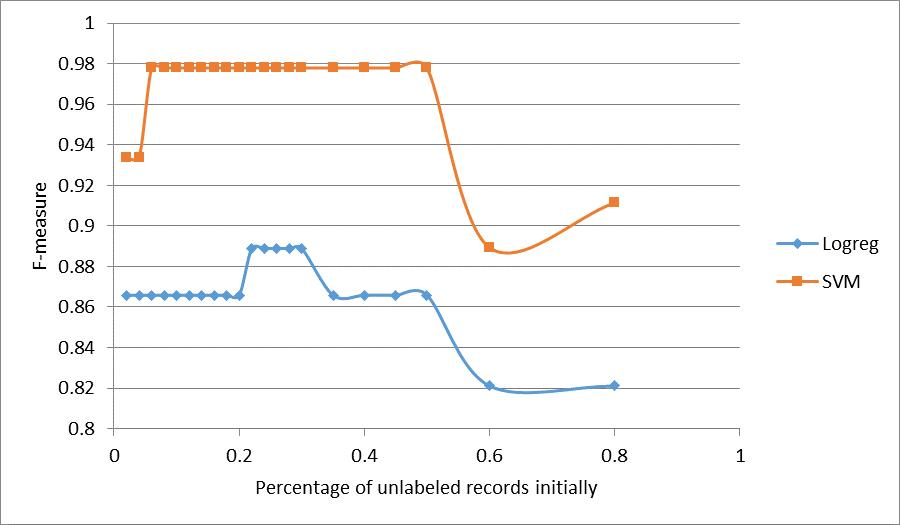 1
0.98
0.96
0.94
0.92
0.9
0.88
0.86
0.84
0.82
0.8
F-measure
0 0.2 0.4 0.6 0.8 1
Percentage of unlabeled records initially
Logreg
SVM